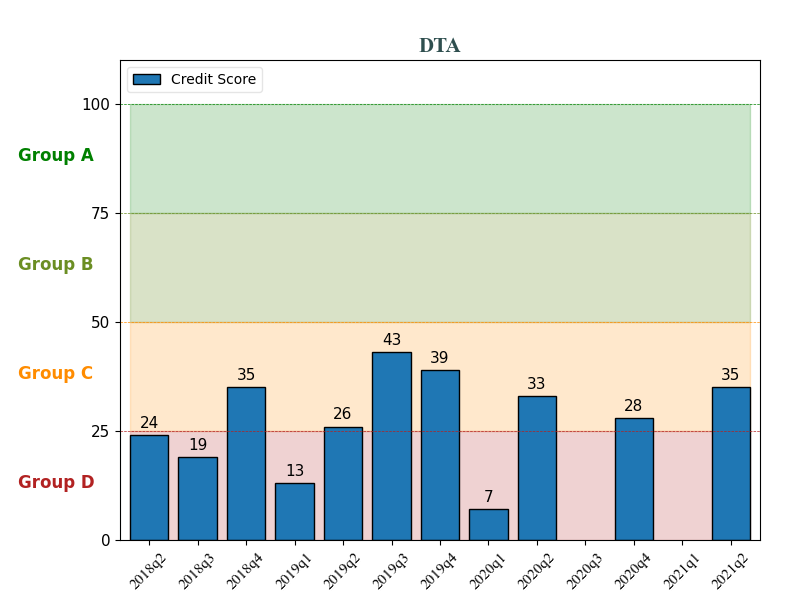 DTA
Credit Score
100
Group A
75
Group B
50
Group C
25
Group D
0
24
19
35
13
26
43
39
7
33
28
35
2018q2
2018q3
2018q4
2019q1
2019q2
2019q3
2019q4
2020q1
2020q2
2020q3
2020q4
2021q1
2021q2